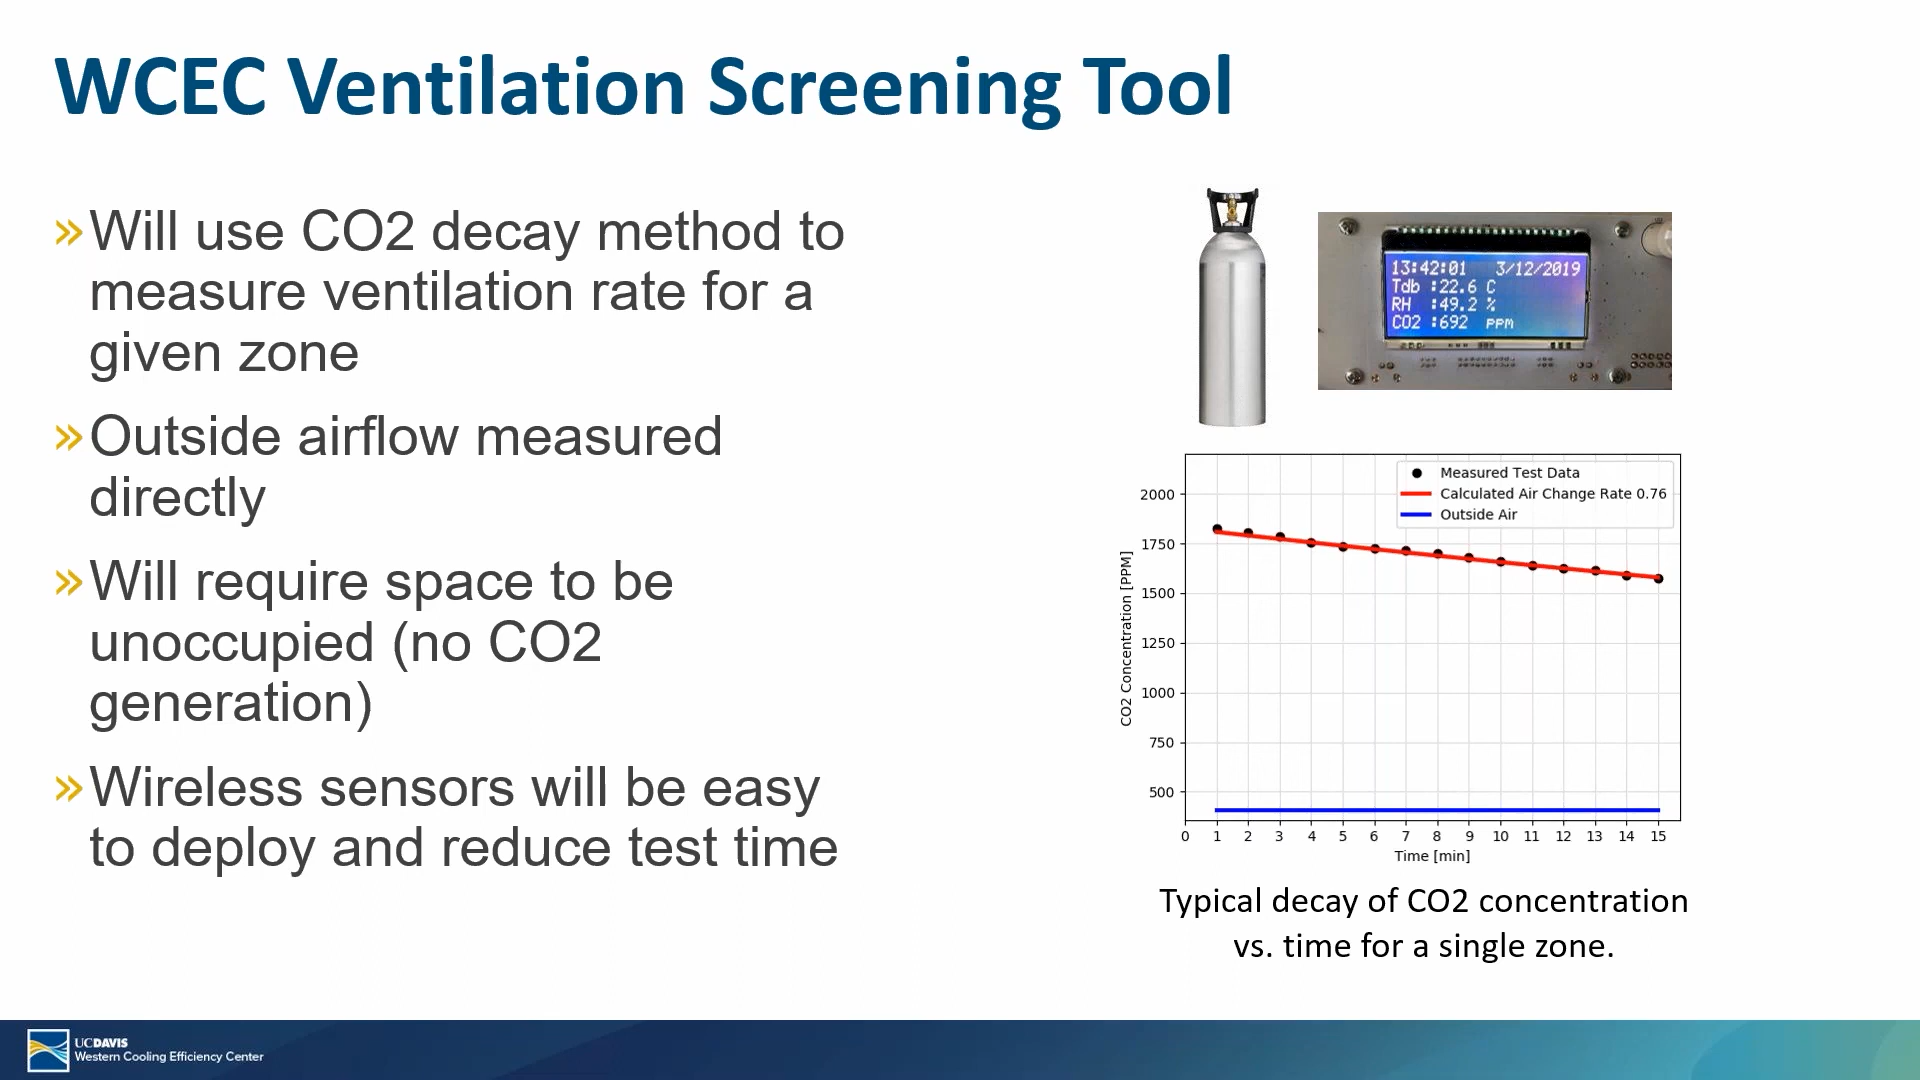 WCEC Ventilation Screening Tool
» Will use CO2 decay method to
measure ventilation rate for a
given zone
» Outside airflow measured
directly
» Will require space to be
unoccupied (no CO2
generation)
» Wireless sensors will be easy
to deploy and reduce test time
13:42:01 3/12/2019
Tdb :22.6 C
RH :49.2 %
CO2 :692 PPM
Measured Test Data
Calculated Air Change Rate 0.76
Outside Air
CO2 Concentration [PPM]
2000
1750
1500
1250
1000
750
500
0 1 2 3 4 5 6 7 8 9 10 11 12 13 14 15
Time [min]
Typical decay of CO2 concentration
vs. time for a single zone.
UCDAVIS
Western Cooling Efficiency Center